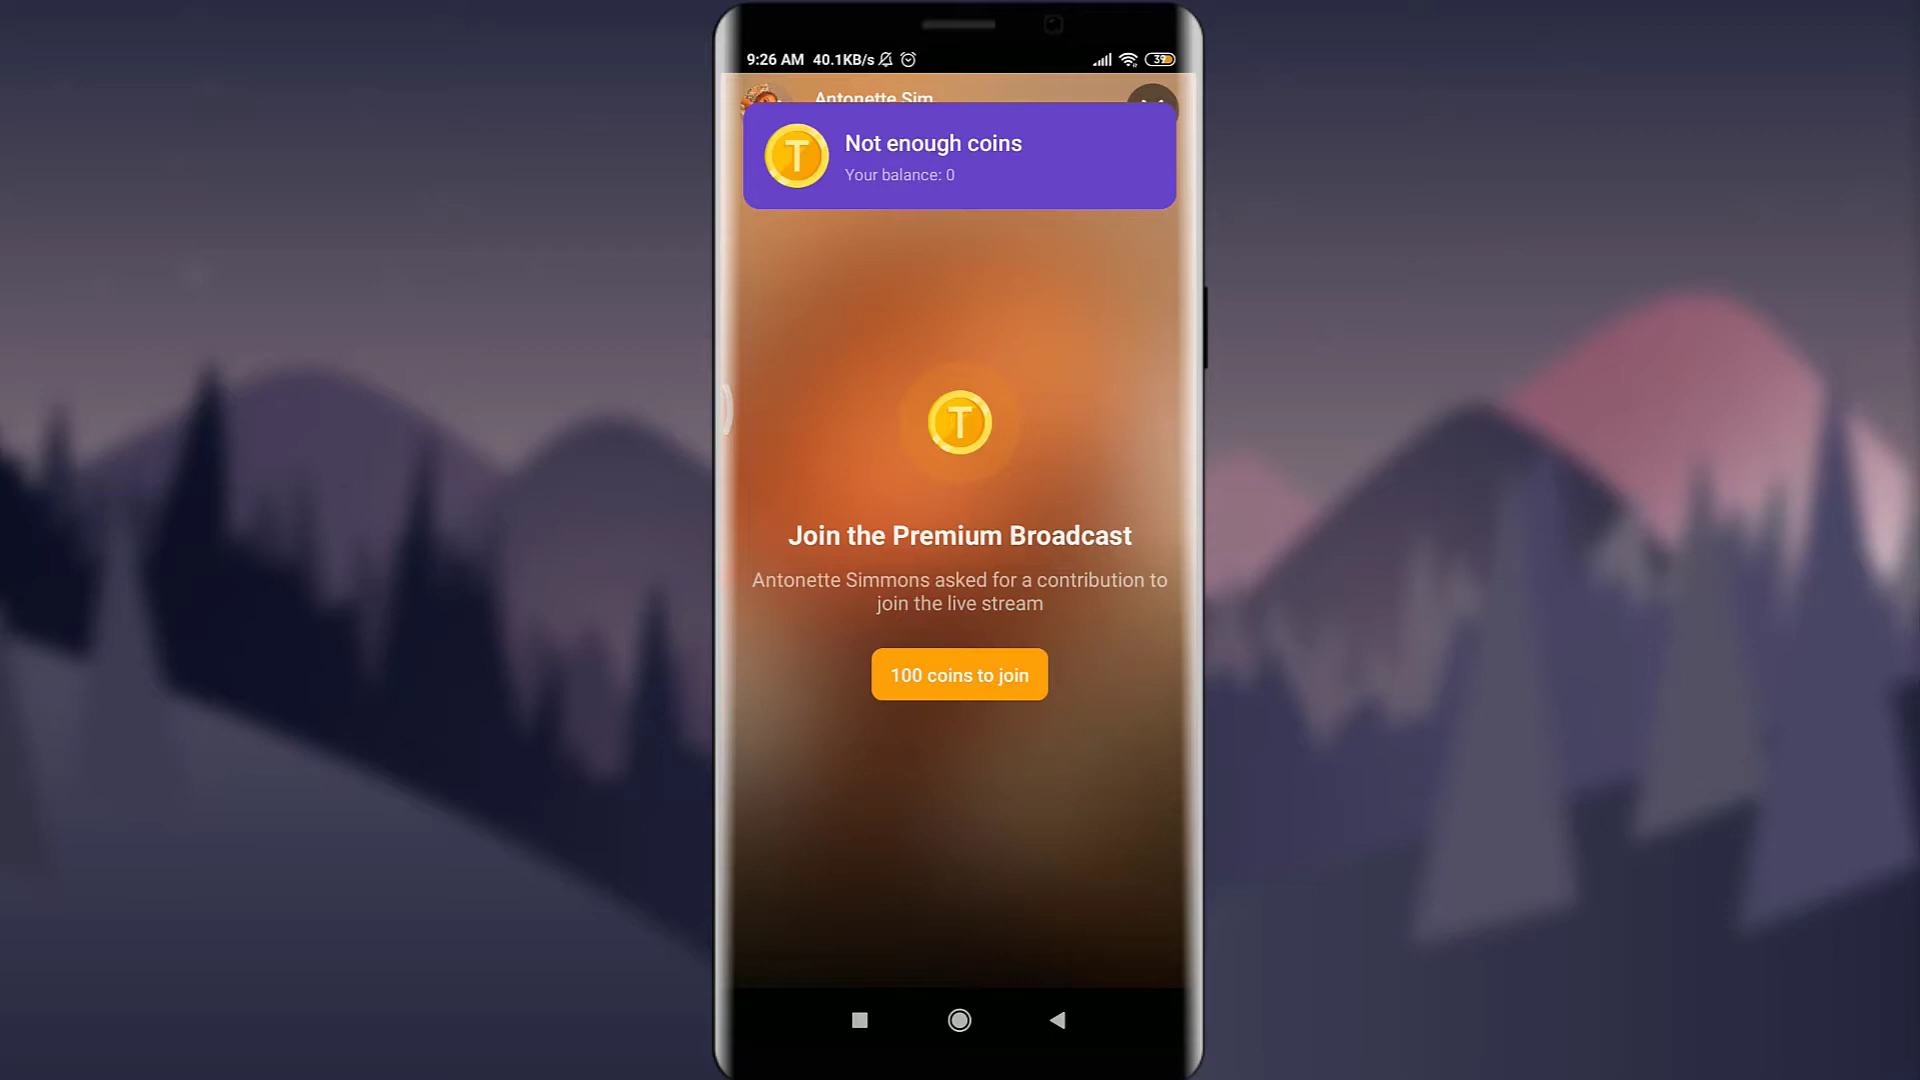 9:26 AM 40.1KB/s 39
Antonette Sim
T Not enough coins
Your balance: 0
T
Join the Premium Broadcast
Antonette Simmons asked for a contribution to
join the live stream
100 coins to join